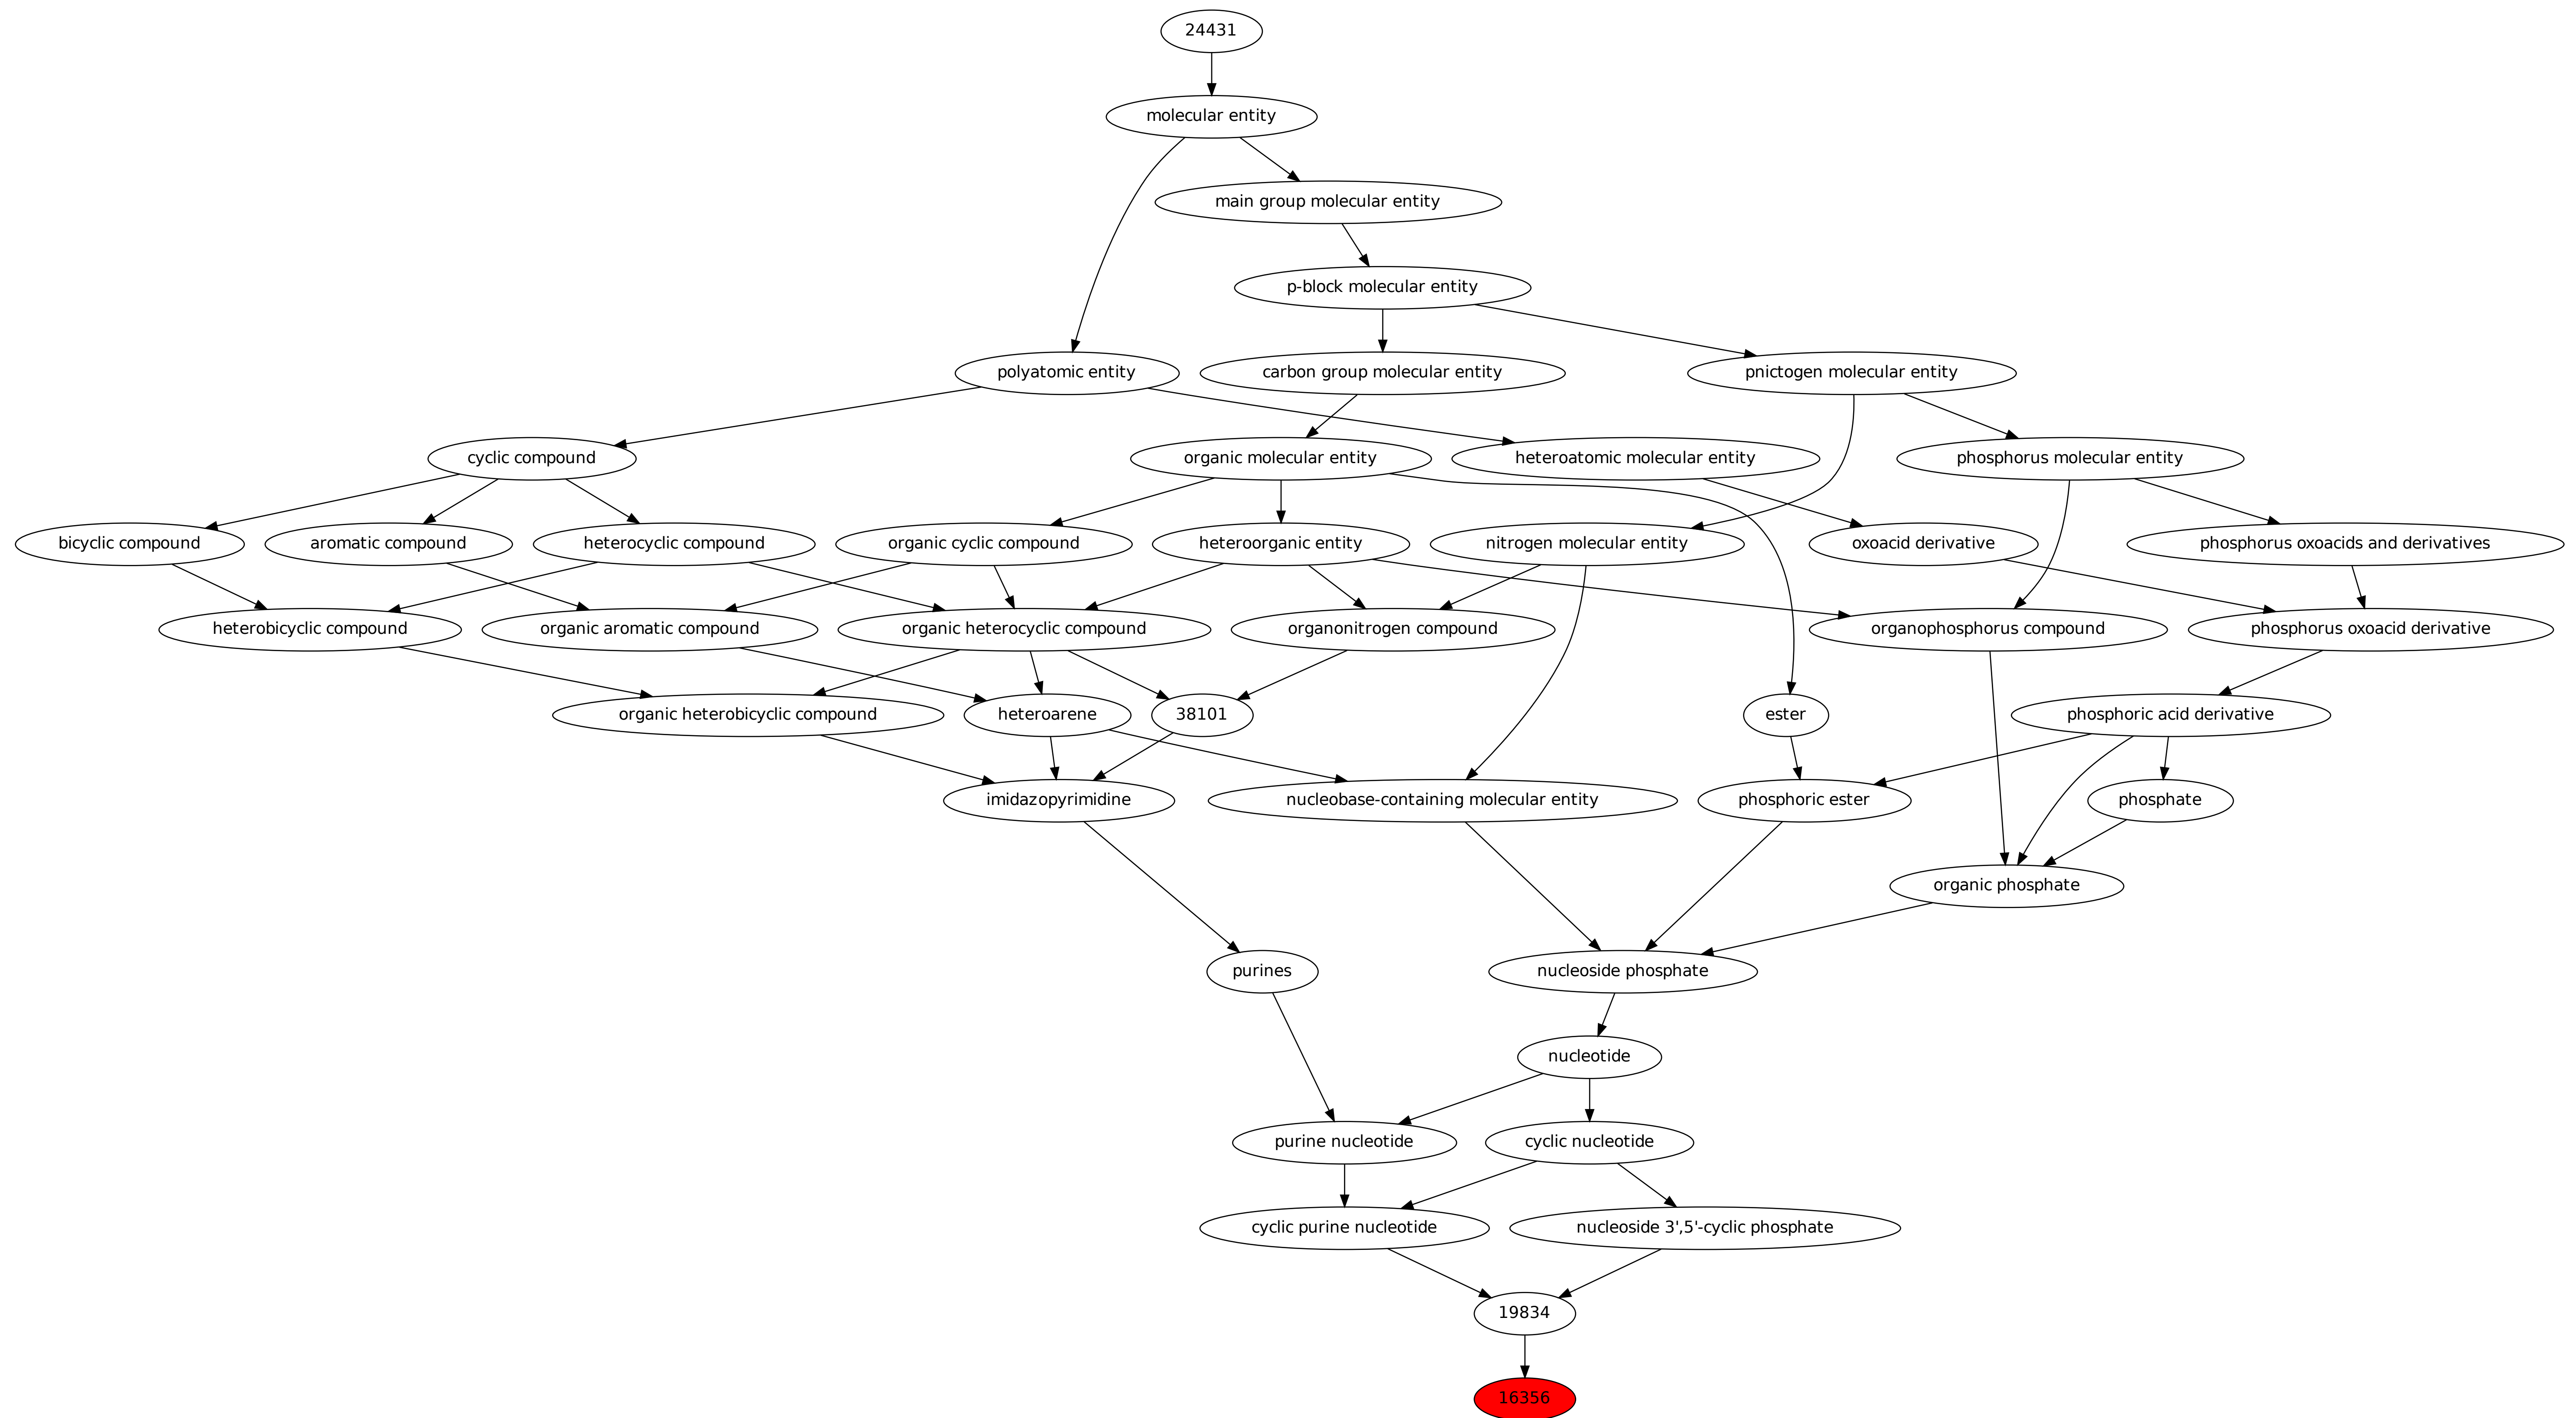 24431
molecular entity
main group molecular entity
p-block molecular entity
polyatomic entity
carbon group molecular entity
pnictogen molecular entity
cyclic compound
organic molecular entity
heteroatomic molecular entity
phosphorus molecular entity
bicyclic compound
aromatic compound
heterocyclic compound
organic cyclic compound
heteroorganic entity
nitrogen molecular entity
oxoacid derivative
phosphorus oxoacids and derivatives
heterobicyclic compound
organic aromatic compound
organic heterocyclic compound
organonitrogen compound
organophosphorus compound
phosphorus oxoacid derivative
organic heterobicyclic compound
heteroarene
38101
ester
phosphoric acid derivative
imidazopyrimidine
nucleobase-containing molecular entity
phosphoric ester
phosphate
organic phosphate
purines
nucleoside phosphate
nucleotide
purine nucleotide
cyclic nucleotide
cyclic purine nucleotide
nucleoside 3',5'-cyclic phosphate
19834
16356